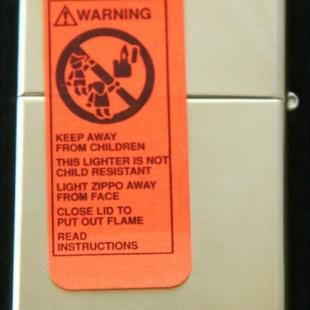 WARNING
KEEP AWAY
FROM CHILDREN
THIS LIGHTER IS NOT
CHILD RESISTANT
LIGHT ZIPPO AWAY
FROM FACE
CLOSE LID TO
PUT OUT FLAME
READ
INSTRUCTIONS